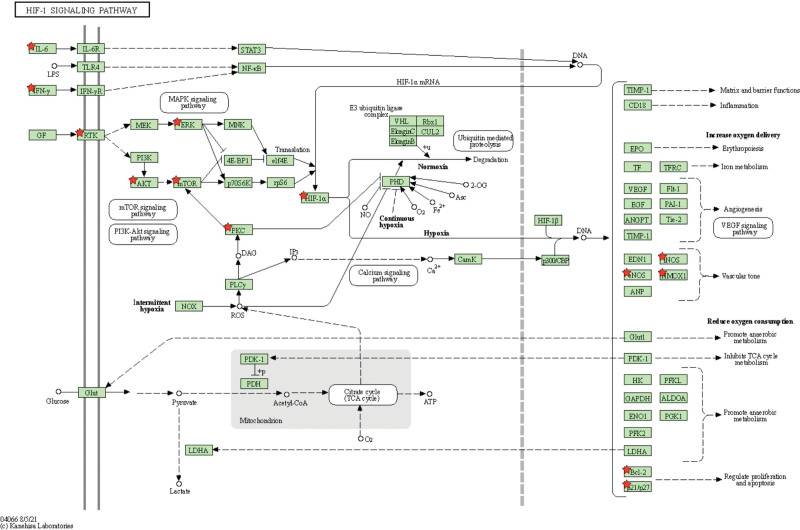 HIF-1 SIGNALING PATHWAY
IL-6
IL-6R
STAT3
DNA
LPS
TLR4
NF-κB
IFN-γ
IFN-γR
HIF-1α mRNA
MAPK signaling
pathway
E3 ubiquitin ligase
complex
VHL
Rbx1
ElonginC
CUL2
ElonginB
+u
Ubiquitin mediated
proteolysis
Degradation
GF
RTK
MEK
ERK
MNK
Translation
PI3K
4E-BP1
eIF4E
AKT
mTOR
p70S6K
rpS6
HIF-1α
Normoxia
PHD
2-OG
Asc
Fe2+
O2
NO
Continuous
hypoxia
Hypoxia
mTOR signaling
pathway
PI3K-Akt signaling
pathway
PKC
DAG
IP3
Ca2+
CamK
HIF-1β
p300/CBP
DNA
Calcium signaling
pathway
PLCγ
Intermittent
hypoxia
NOX
ROS
TIMP-1
Matrix and barrier functions
CD18
Inflammation
Increase oxygen delivery
EPO
Erythropoiesis
TF
TFRC
Iron metabolism
VEGF
Flt-1
EGF
PAI-1
Angiogenesis
ANGPT
Tie-2
VEGF signaling
pathway
TIMP-1
EDN1
iNOS
eNOS
HMOX1
Vascular tone
ANP
Reduce oxygen consumption
Glut1
Promote anaerobic
metabolism
PDK-1
Inhibits TCA cycle
metabolism
HK
PFKL
GAPDH
ALDOA
ENO1
PGK1
Promote anaerobic
metabolism
PFK2
LDHA
Bcl-2
p21/p27
Regulate proliferation
and apoptosis
PDK-1
+p
PDH
Glucose
Glut
Pyruvate
Acetyl-CoA
Citrate cycle
(TCA cycle)
ATP
Mitochondrion
O2
LDHA
Lactate
04066 8/5/21
(c) Kanehisa Laboratories